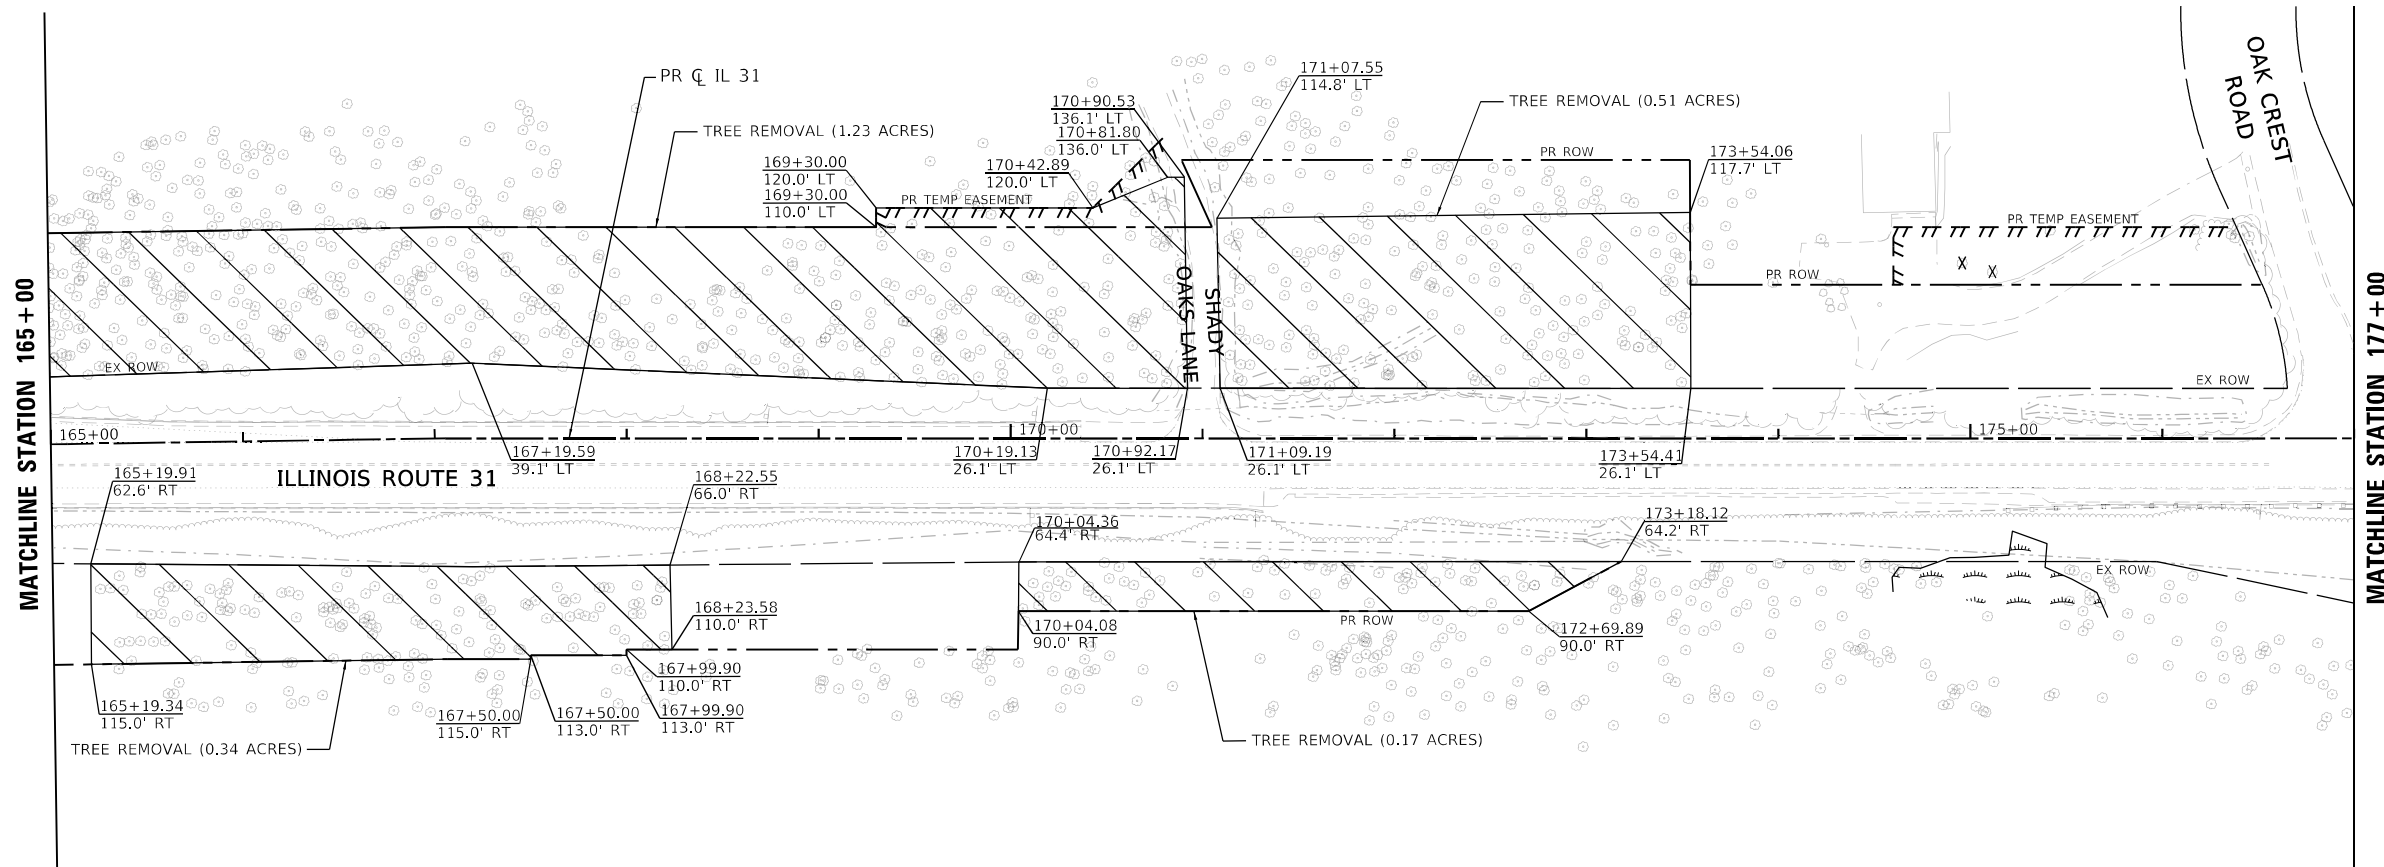 MATCHLINE STATION 165+00
PR ℄ IL 31
TREE REMOVAL (1.23 ACRES)
169+30.00
120.0' LT
169+30.00
110.0' LT
170+42.89
120.0' LT
PR TEMP EASEMENT
170+90.53
136.1' LT
170+81.80
136.0' LT
171+07.55
114.8' LT
TREE REMOVAL (0.51 ACRES)
PR ROW
173+54.06
117.7' LT
OAK CREST
ROAD
PR TEMP EASEMENT
X
X
PR ROW
SHADY
OAKS LANE
EX ROW
EX ROW
165+00
170+00
175+00
167+19.59
39.1' LT
170+19.13
26.1' LT
170+92.17
26.1' LT
171+09.19
26.1' LT
173+54.41
26.1' LT
ILLINOIS ROUTE 31
165+19.91
62.6' RT
168+22.55
66.0' RT
170+04.36
64.4' RT
173+18.12
64.2' RT
EX ROW
168+23.58
110.0' RT
170+04.08
90.0' RT
PR ROW
172+69.89
90.0' RT
167+99.90
110.0' RT
165+19.34
115.0' RT
167+50.00
115.0' RT
167+50.00
113.0' RT
167+99.90
113.0' RT
TREE REMOVAL (0.34 ACRES)
TREE REMOVAL (0.17 ACRES)
MATCHLINE STATION 177+00